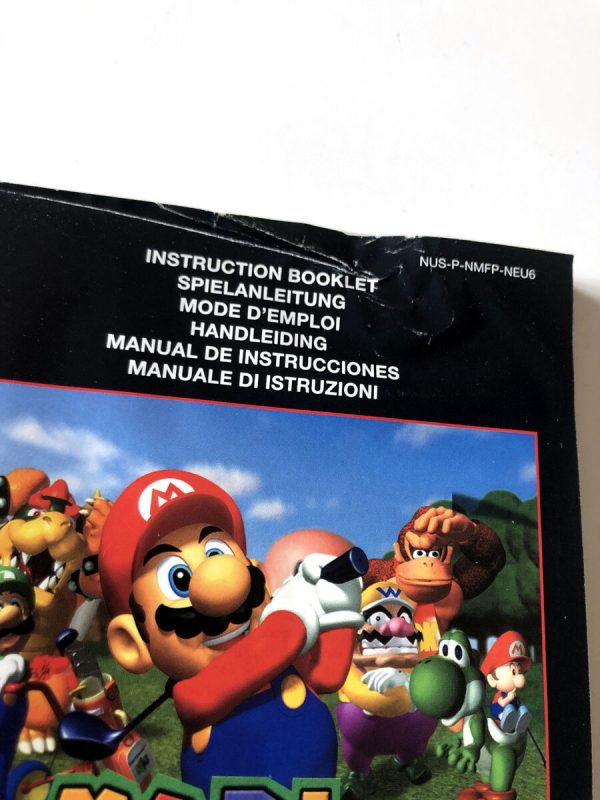 INSTRUCTION BOOKLET
NUS-P-NMFP-NEU6
SPIELANLEITUNG
MODE D'EMPLOI
HANDLEIDING
MANUAL DE INSTRUCCIONES
MANUALE DI ISTRUZIONI
M
W